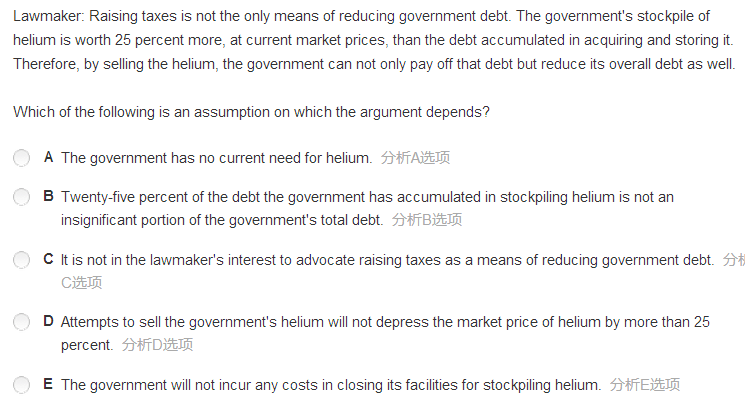 Lawmaker: Raising taxes is not the only means of reducing government debt. The government's stockpile of
helium is worth 25 percent more, at current market prices, than the debt accumulated in acquiring and storing it.
Therefore, by selling the helium, the government can not only pay off that debt but reduce its overall debt as well.
Which of the following is an assumption on which the argument depends?
A The government has no current need for helium. 分析A选项
B Twenty-five percent of the debt the government has accumulated in stockpiling helium is not an
insignificant portion of the government's total debt. 分析B选项
C It is not in the lawmaker's interest to advocate raising taxes as a means of reducing government debt. 分析
C选项
D Attempts to sell the government's helium will not depress the market price of helium by more than 25
percent. 分析D选项
E The government will not incur any costs in closing its facilities for stockpiling helium. 分析E选项